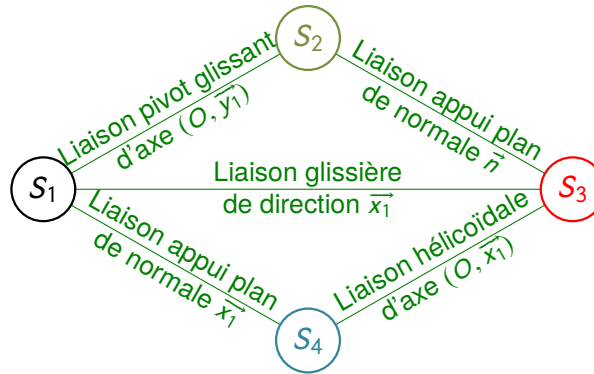 S₂
Liaison pivot glissant
d'axe (O, y₁⃗)
Liaison appui plan
de normale n⃗
S₁
Liaison glissière
de direction x₁⃗
S₃
Liaison appui plan
de normale x₁⃗
Liaison hélicoïdale
d'axe (O, x₁⃗)
S₄